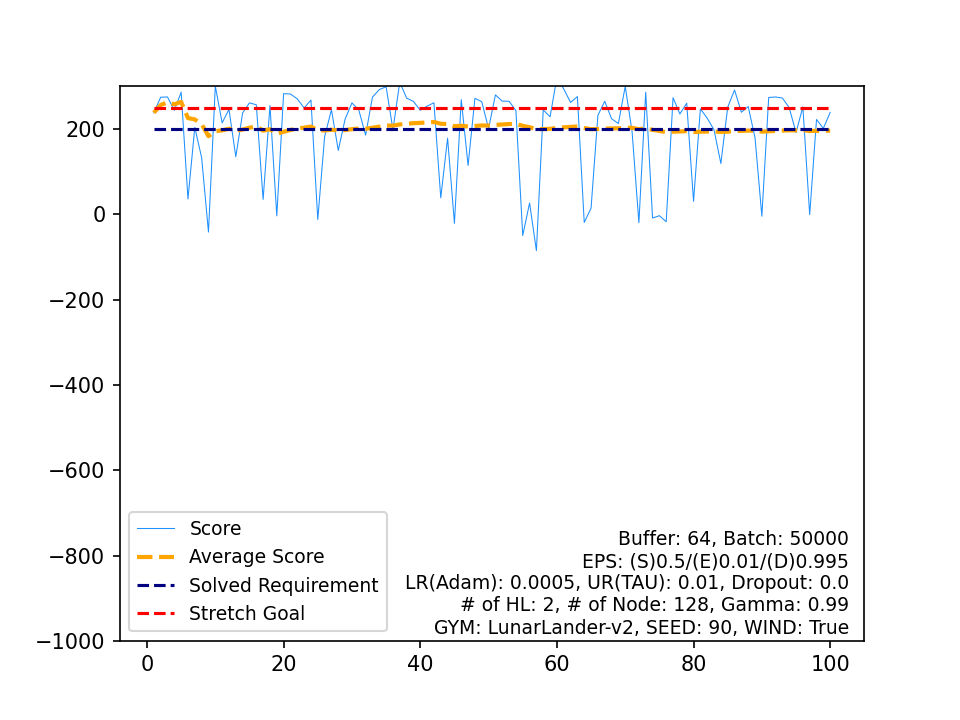 200
0
−200
−400
−600
−800
−1000
Score
Average Score
Solved Requirement
Stretch Goal
Buffer: 64, Batch: 50000
EPS: (S)0.5/(E)0.01/(D)0.995
LR(Adam): 0.0005, UR(TAU): 0.01, Dropout: 0.0
# of HL: 2, # of Node: 128, Gamma: 0.99
GYM: LunarLander-v2, SEED: 90, WIND: True
0 20 40 60 80 100